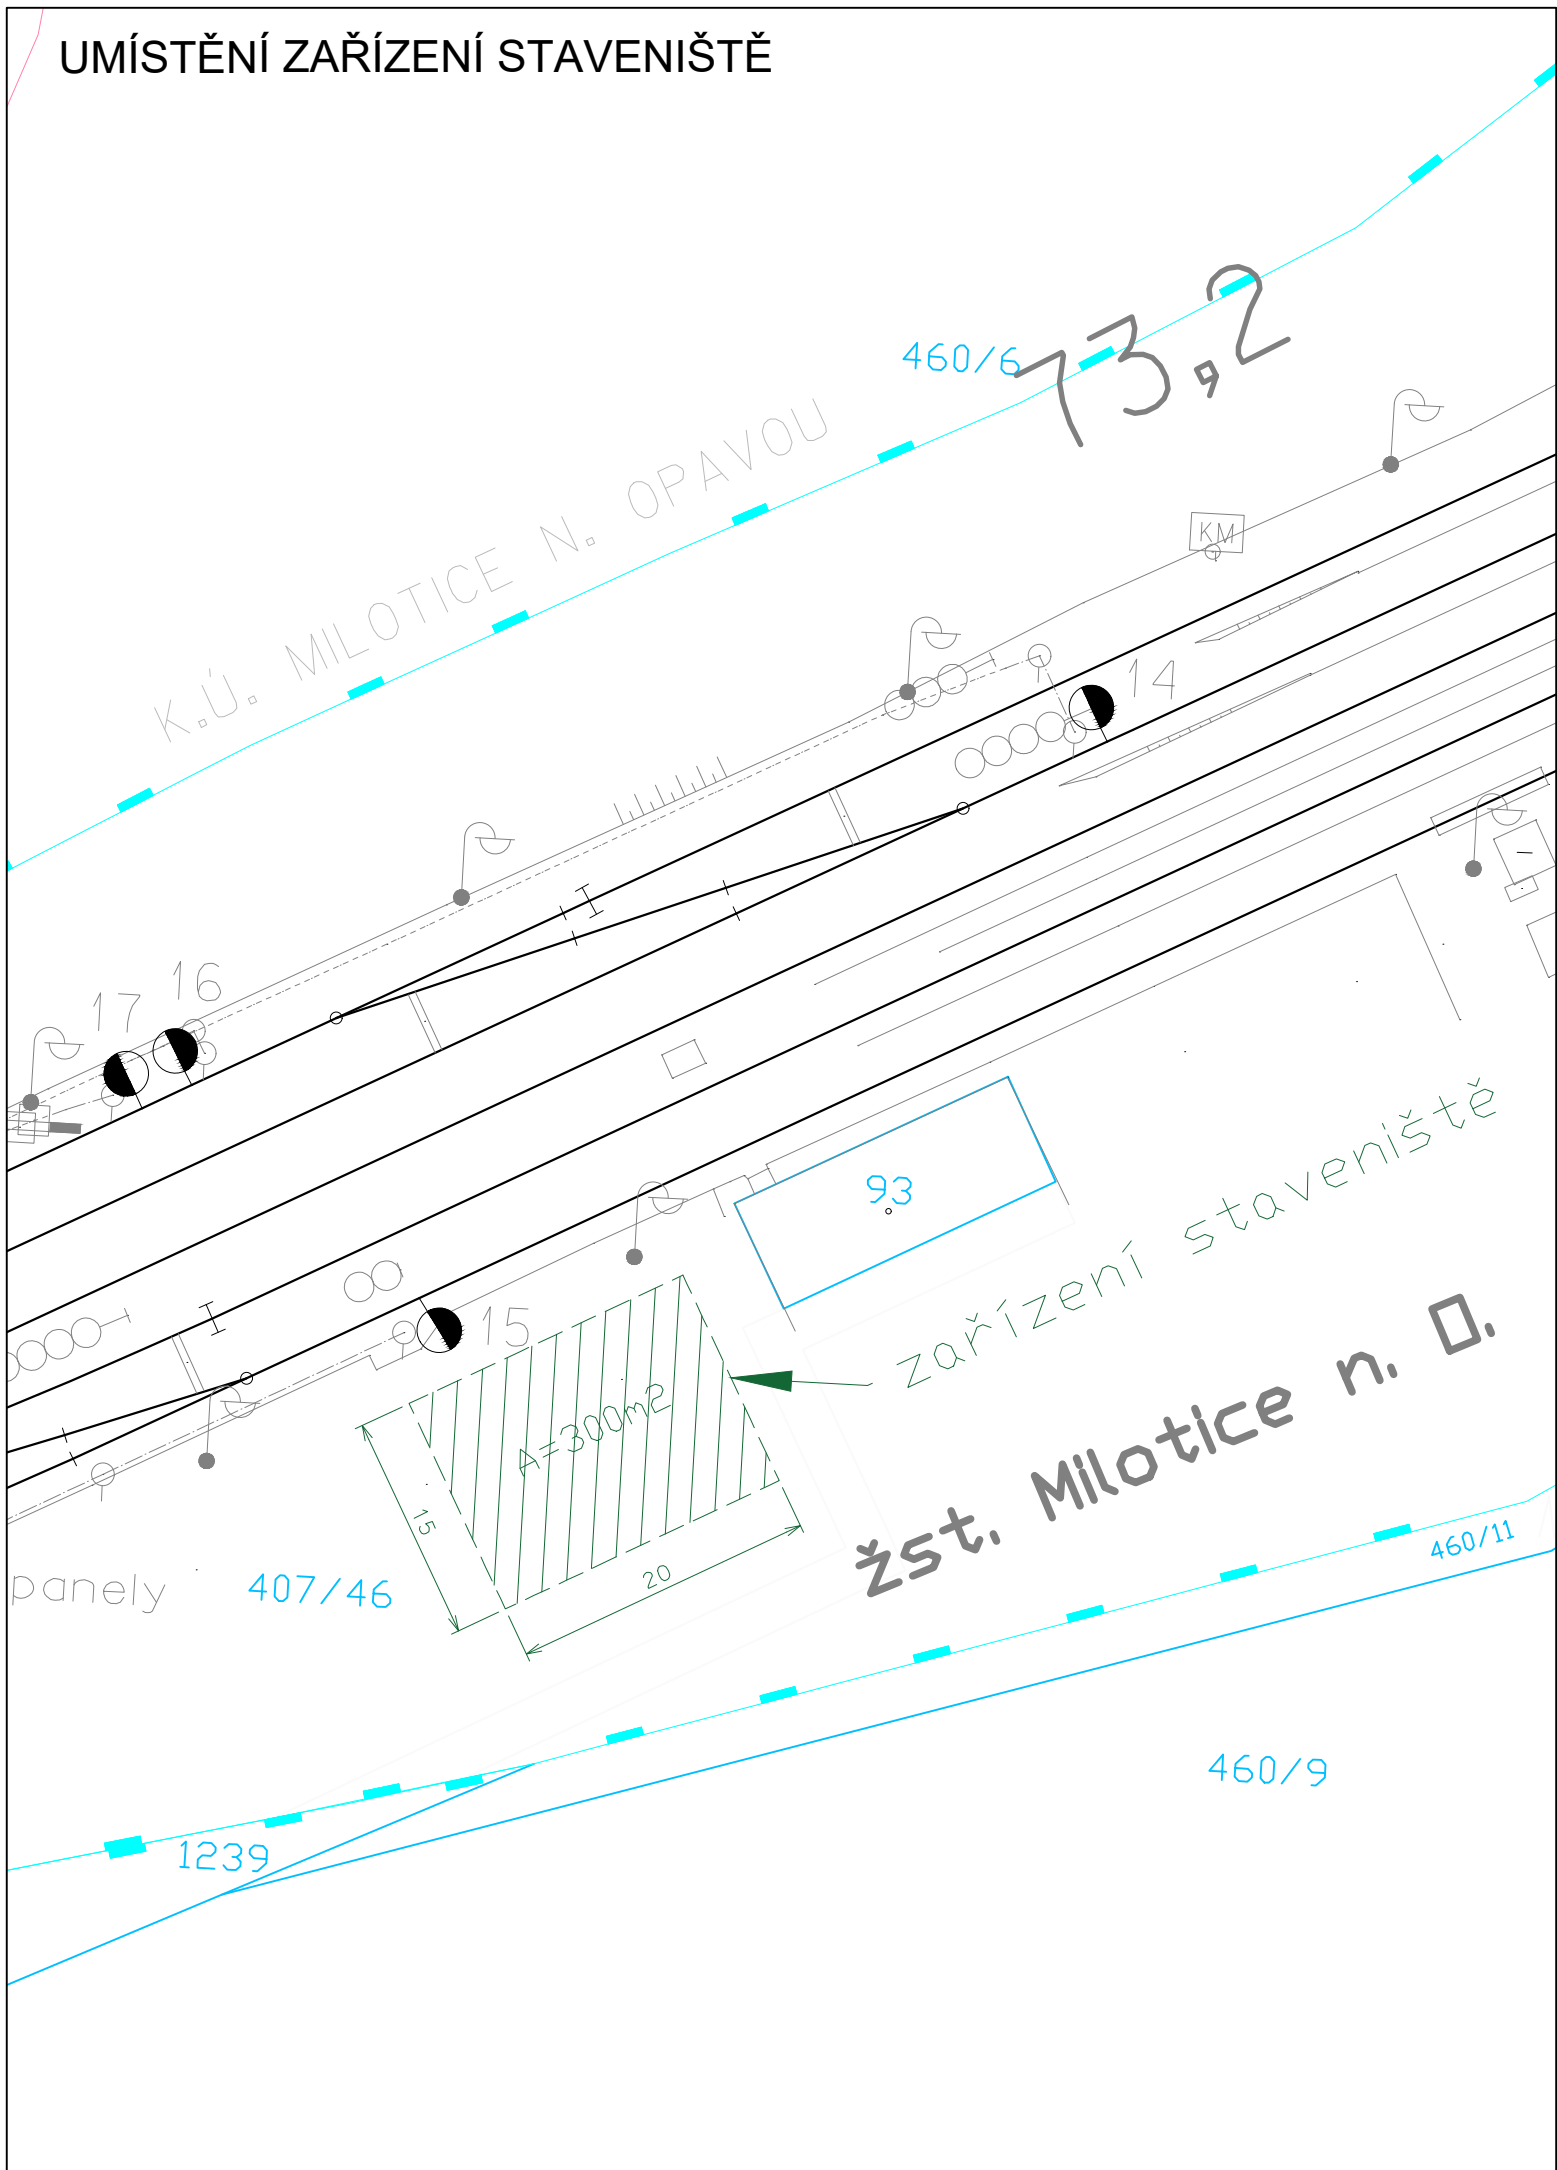 UMÍSTĚNÍ ZAŘÍZENÍ STAVENIŠTĚ
73,2
460/6
K.Ú. MILOTICE N. OPAVOU
KM
14
16
17
93
zařízení staveniště
15
A=300m2
žst. Milotice n. O.
15
20
460/11
panely
407/46
460/9
1239